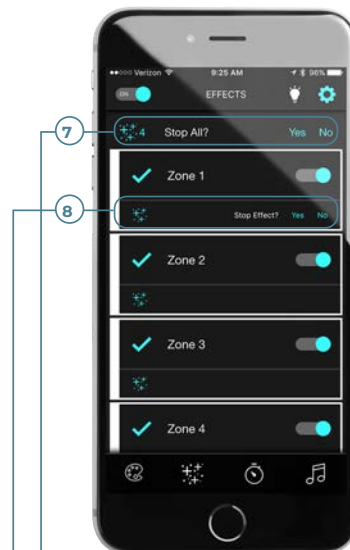 Verizon 9:25 AM 96%
ON EFFECTS
7 4 Stop All? Yes No
Zone 1
8 Stop Effect? Yes No
Zone 2
Zone 3
Zone 4